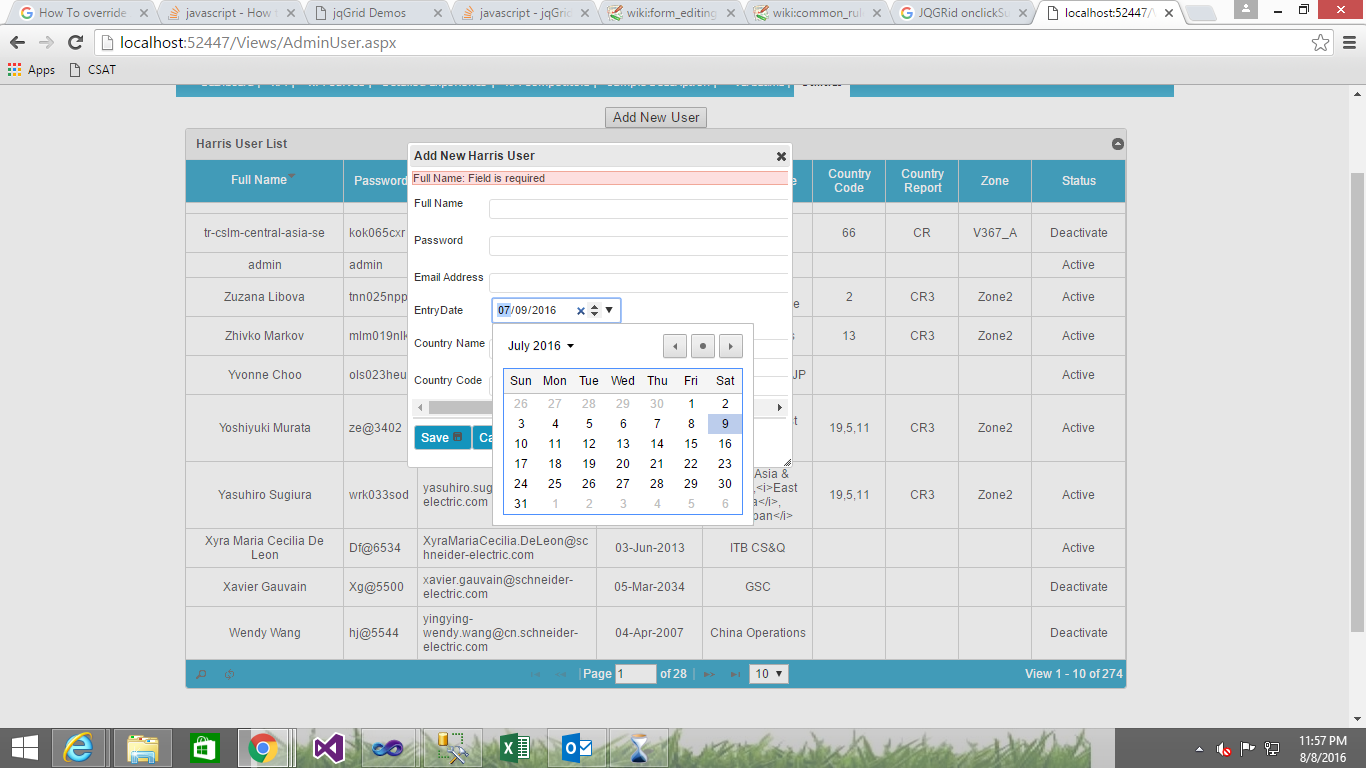 How To override
javascript - How
jqGrid Demos
javascript - jqGri
wiki:form_editing
wiki:common_ru
JQGRid onclickSu
localhost:52447/
localhost:52447/Views/AdminUser.aspx
Apps
CSAT
Add New User
Harris User List
Full Name
Password
Country Code
Country Report
Zone
Status
Add New Harris User
Full Name: Field is required
Full Name
Password
Email Address
EntryDate
07/09/2016
Country Name
Country Code
Save
Ca
July 2016
Sun Mon Tue Wed Thu Fri Sat
26 27 28 29 30 1 2
3 4 5 6 7 8 9
10 11 12 13 14 15 16
17 18 19 20 21 22 23
24 25 26 27 28 29 30
31 1 2 3 4 5 6
tr-cslm-central-asia-se kok065cxr 66 CR V367_A Deactivate
admin admin Active
Zuzana Libova tnn025npp 2 CR3 Zone2 Active
Zhivko Markov mlm019nlk 13 CR3 Zone2 Active
Yvonne Choo ols023heu JP Active
Yoshiyuki Murata ze@3402 19,5,11 CR3 Zone2 Active
Yasuhiro Sugiura wrk033sod yasuhiro.sug
electric.com
Asia &
,<i>East
a</i>,
pan</i>
19,5,11 CR3 Zone2 Active
Xyra Maria Cecilia De
Leon
Df@6534
XyraMariaCecilia.DeLeon@sc
hneider-electric.com
03-Jun-2013 ITB CS&Q Active
Xavier Gauvain Xg@5500
xavier.gauvain@schneider-
electric.com
05-Mar-2034 GSC Deactivate
Wendy Wang hj@5544
yingying-
wendy.wang@cn.schneider-
electric.com
04-Apr-2007 China Operations Deactivate
Page 1 of 28
10
View 1 - 10 of 274
11:57 PM
8/8/2016